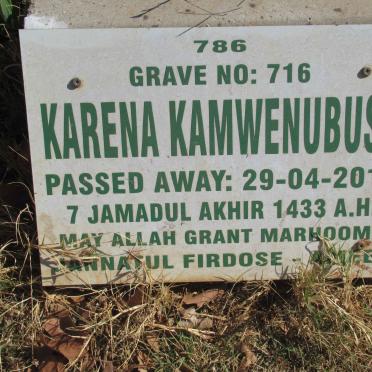 786
GRAVE NO: 716
KARENA KAMWENUBUS
PASSED AWAY: 29-04-201
7 JAMADUL AKHIR 1433 A.H
MAY ALLAH GRANT MARHOOM
JANNATUL FIRDOSE -